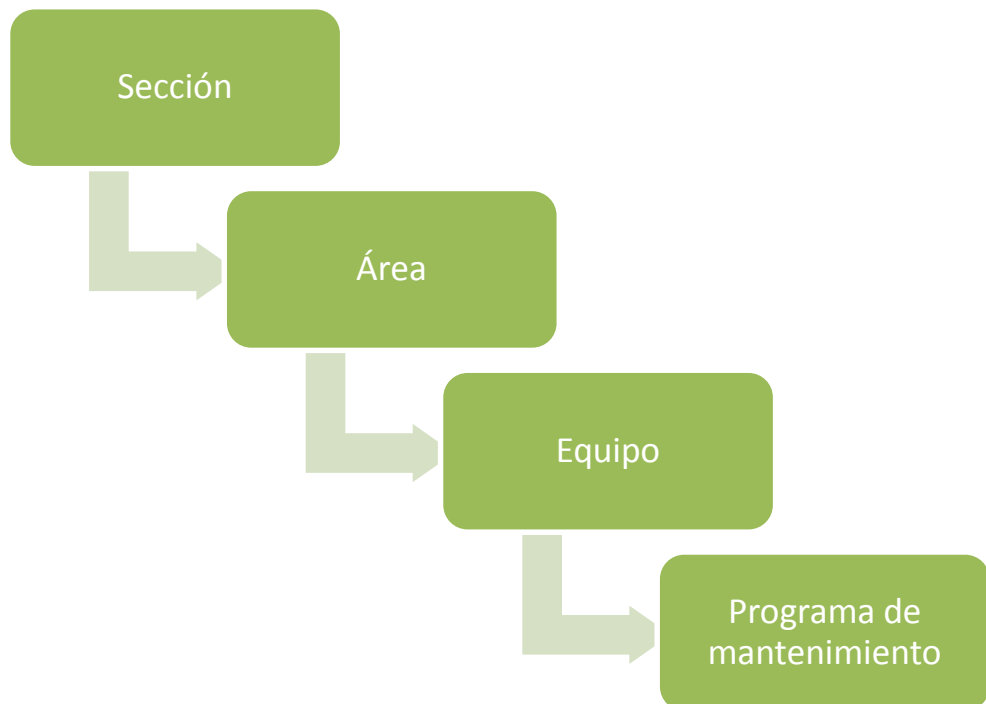 Sección
Área
Equipo
Programa de
mantenimiento